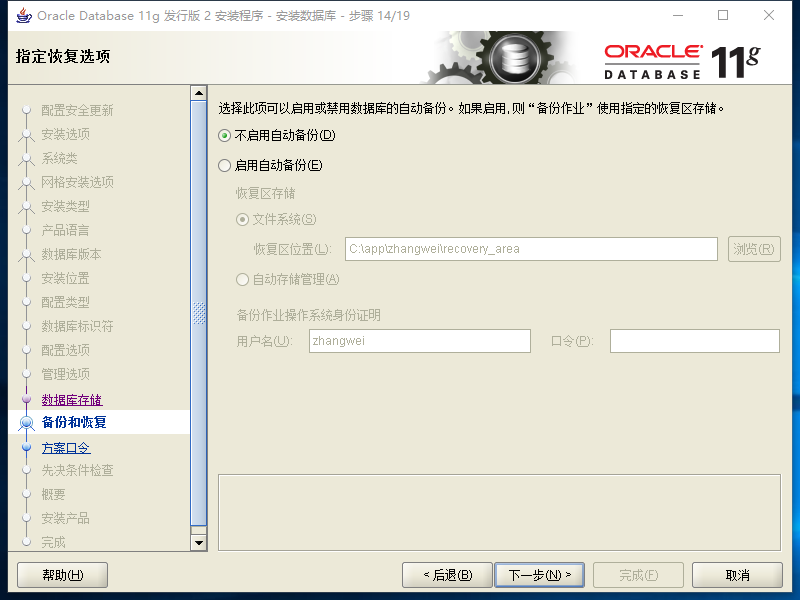 Oracle Database 11g 发行版 2 安装程序 - 安装数据库 - 步骤 14/19
指定恢复选项
ORACLE
DATABASE 11g
配置安全更新
安装选项
系统类
网格安装选项
安装类型
产品语言
数据库版本
安装位置
配置类型
数据库标识符
配置选项
管理选项
数据库存储
备份和恢复
方案口令
先决条件检查
概要
安装产品
完成
选择此项可以启用或禁用数据库的自动备份。如果启用,则“备份作业”使用指定的恢复区存储。
不启用自动备份(D)
启用自动备份(E)
恢复区存储
文件系统(S)
恢复区位置(L): C:\app\zhangwei\recovery_area 浏览(R)
自动存储管理(A)
备份作业操作系统身份证明
用户名(U): zhangwei 口令(P):
帮助(H) < 后退(B) 下一步(N) > 完成(F) 取消